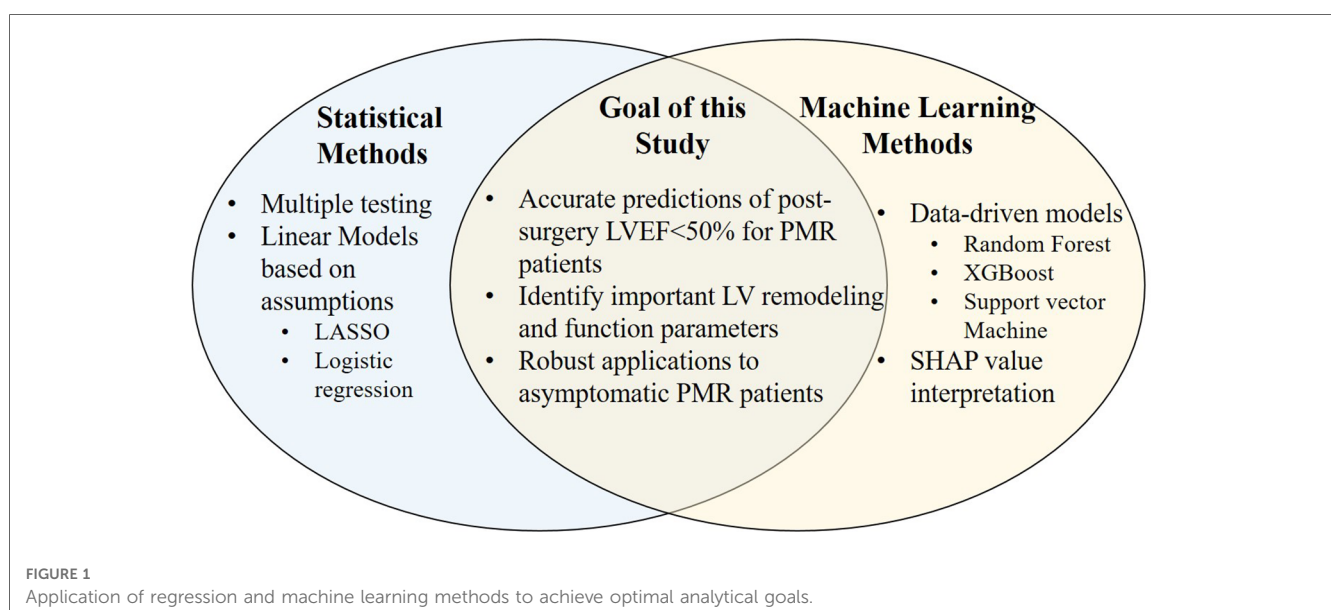 Statistical
Methods
• Multiple testing
• Linear Models
based on
assumptions
• LASSO
• Logistic
regression
Goal of this
Study
• Accurate predictions of post-
surgery LVEF<50% for PMR
patients
• Identify important LV remodeling
and function parameters
• Robust applications to
asymptomatic PMR patients
Machine Learning
Methods
• Data-driven models
• Random Forest
• XGBoost
• Support vector
Machine
• SHAP value
interpretation
FIGURE 1
Application of regression and machine learning methods to achieve optimal analytical goals.